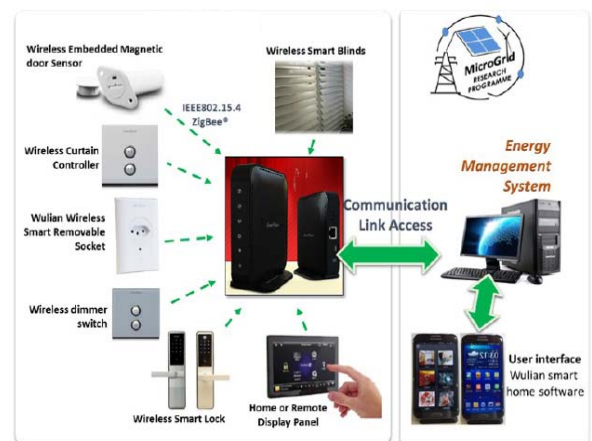 Wireless Embedded Magnetic
door Sensor
Wireless Smart Blinds
IEEE802.15.4
ZigBee®
Wireless Curtain
Controller
Wulian Wireless
Smart Removable
Socket
Wireless dimmer
switch
Wireless Smart Lock
Home or Remote
Display Panel
Communication
Link Access
MicroGrid
RESEARCH
PROGRAMME
Energy
Management
System
User interface
Wulian smart
home software